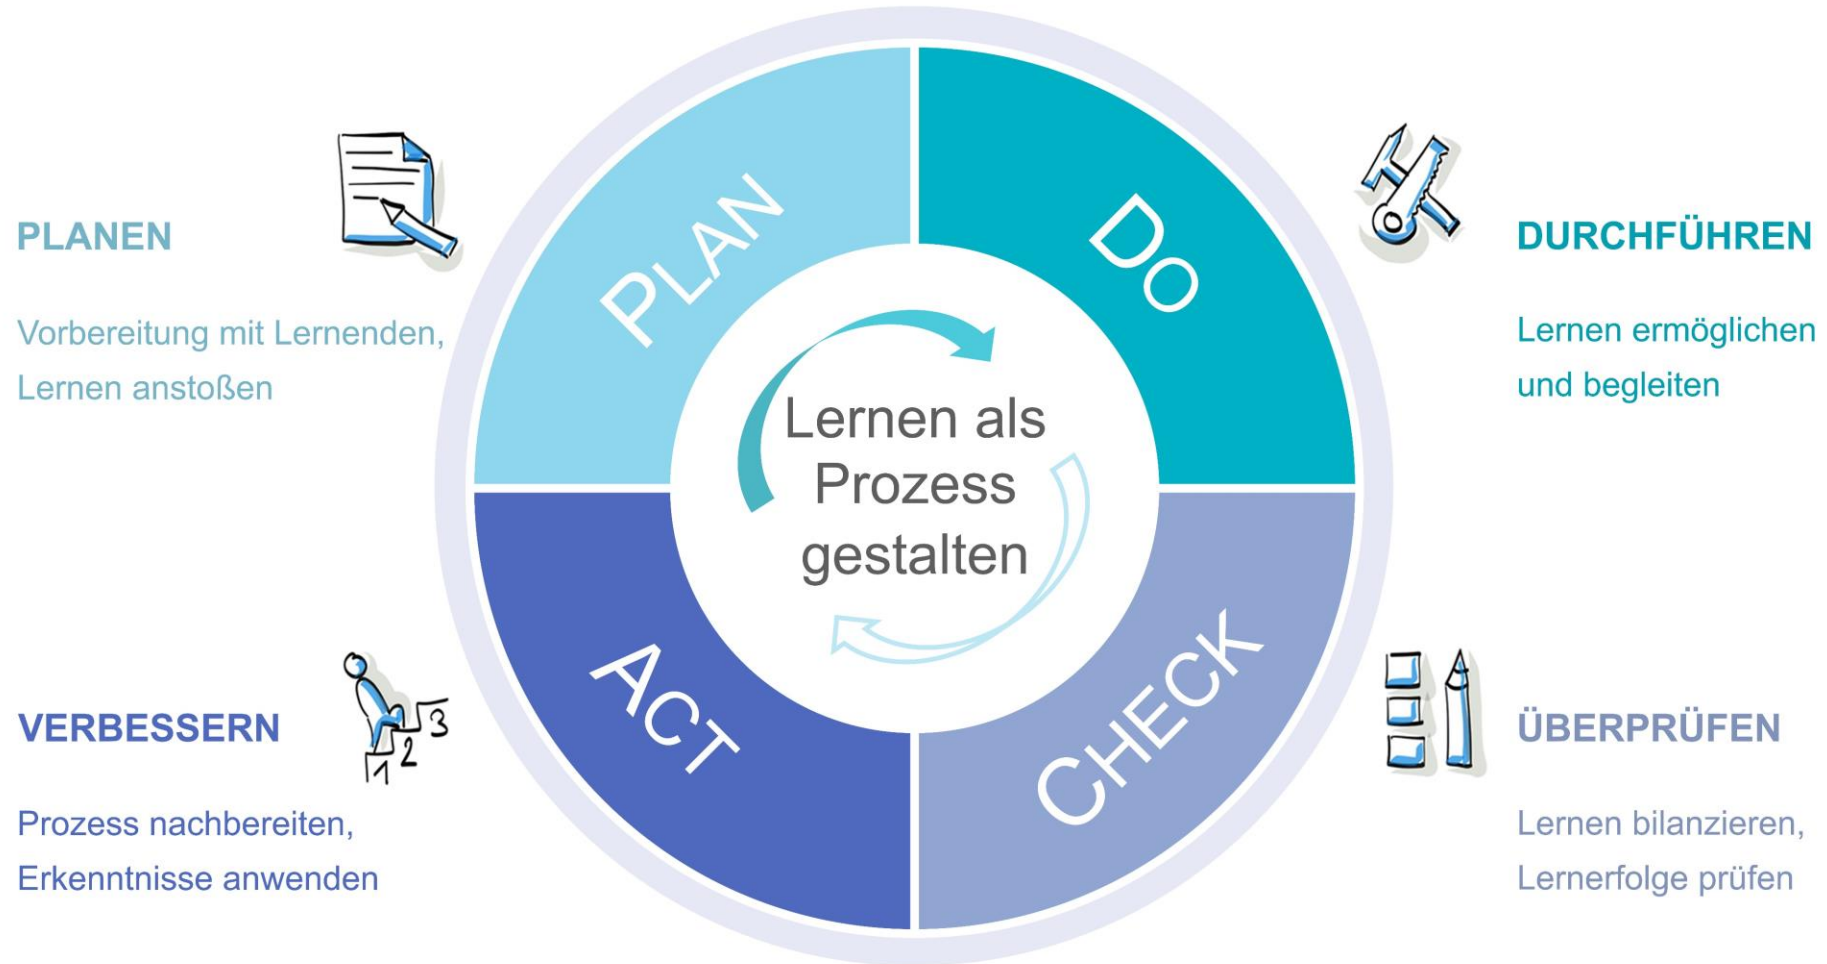 PLAN
DO
CHECK
ACT
Lernen als
Prozess
gestalten
PLANEN
Vorbereitung mit Lernenden,
Lernen anstoßen
DURCHFÜHREN
Lernen ermöglichen
und begleiten
VERBESSERN
1
2
3
Prozess nachbereiten,
Erkenntnisse anwenden
ÜBERPRÜFEN
Lernen bilanzieren,
Lernerfolge prüfen